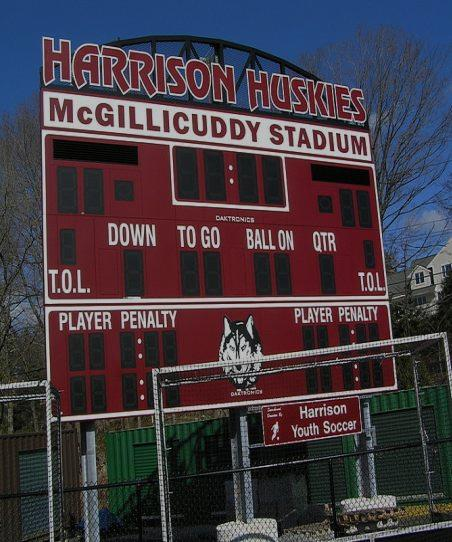 HARRISON HUSKIES
McGILLICUDDY STADIUM
DAKTRONICS
DOWN TO GO BALL ON QTR
T.O.L. T.O.L.
PLAYER PENALTY PLAYER PENALTY
DAKTRONICS
Harrison
Youth Soccer